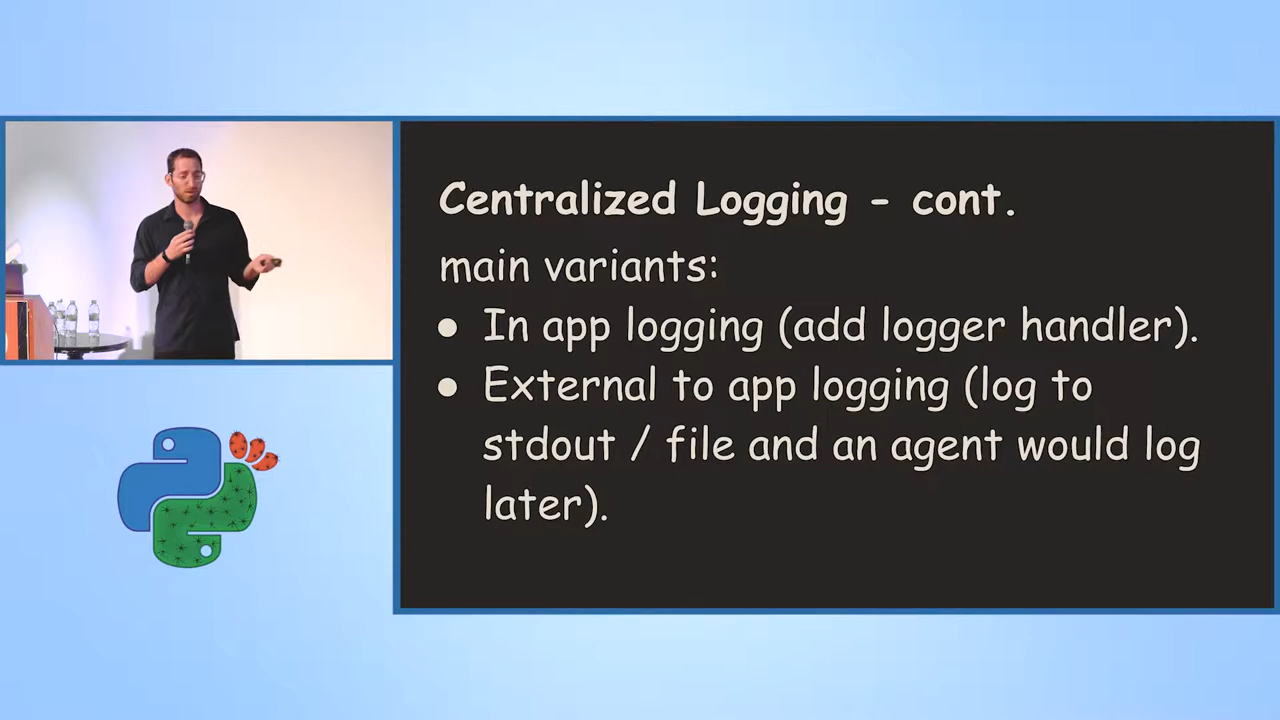 Centralized Logging - cont.
main variants:
● In app logging (add logger handler).
● External to app logging (log to
stdout / file and an agent would log
later).